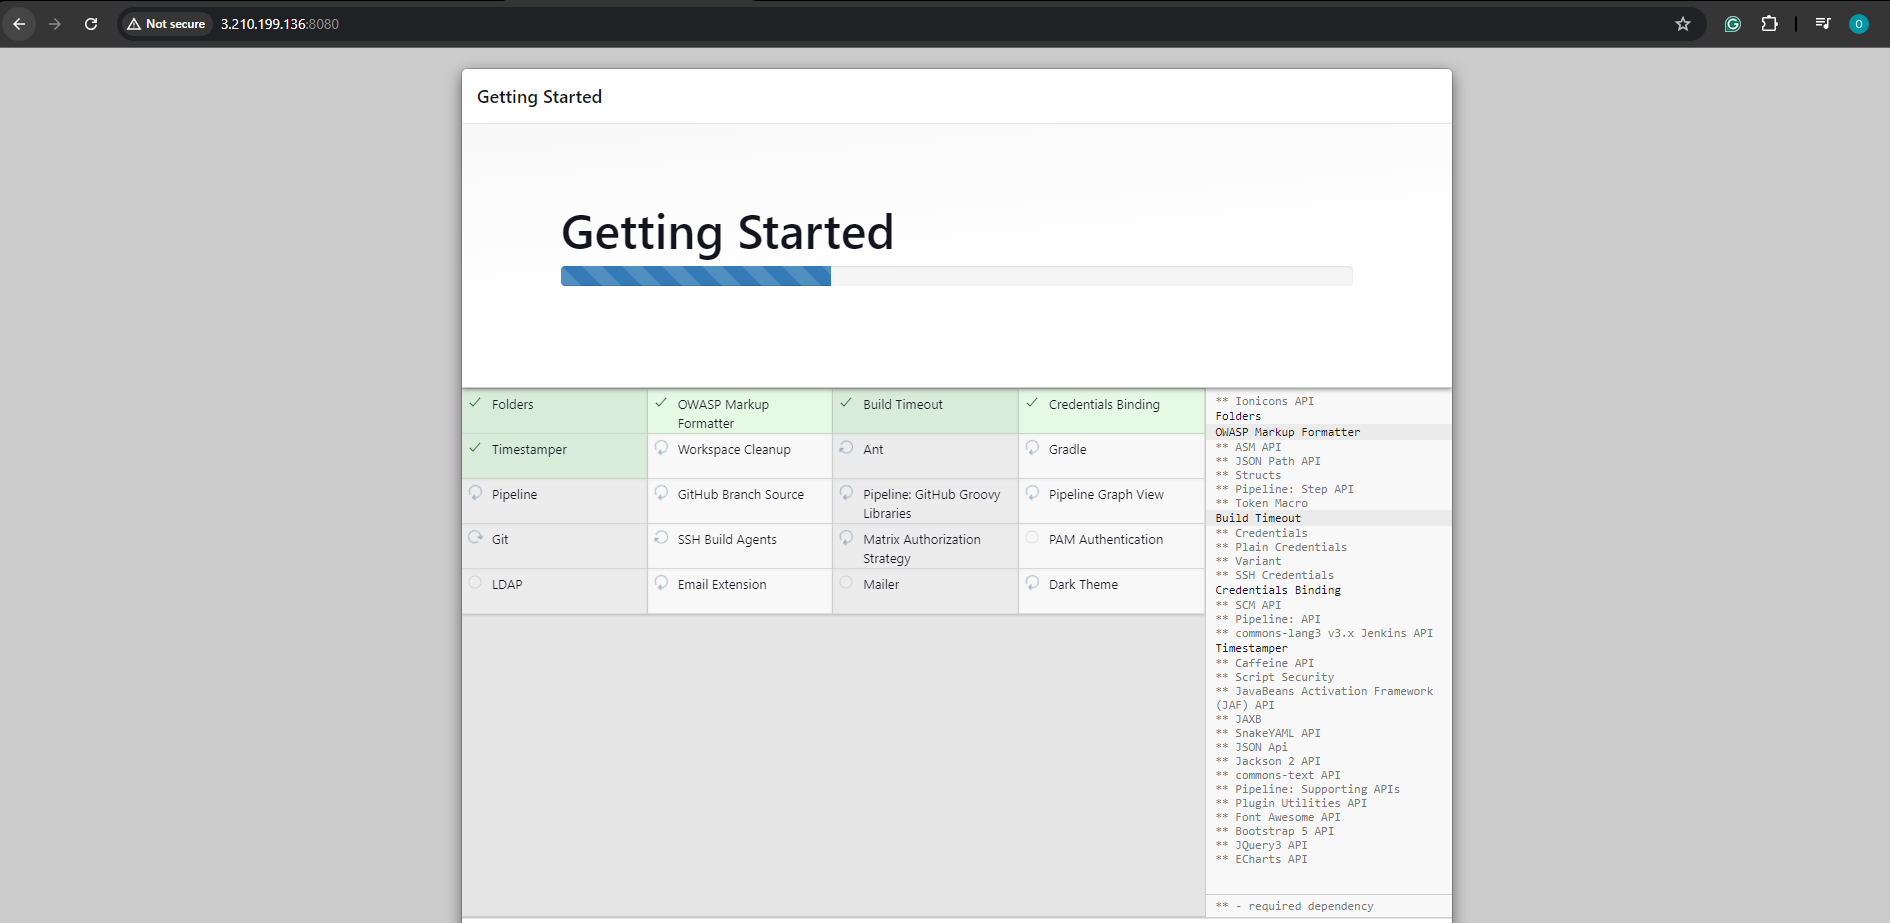 Not secure 3.210.199.136:8080
O
Getting Started
Getting Started
Folders
OWASP Markup
Formatter
Build Timeout
Credentials Binding
Timestamper
Workspace Cleanup
Ant
Gradle
Pipeline
GitHub Branch Source
Pipeline: GitHub Groovy
Libraries
Pipeline Graph View
Git
SSH Build Agents
Matrix Authorization
Strategy
PAM Authentication
LDAP
Email Extension
Mailer
Dark Theme
** Ionicons API
Folders
OWASP Markup Formatter
** ASM API
** JSON Path API
** Structs
** Pipeline: Step API
** Token Macro
Build Timeout
** Credentials
** Plain Credentials
** Variant
** SSH Credentials
Credentials Binding
** SCM API
** Pipeline: API
** commons-lang3 v3.x Jenkins API
Timestamper
** Caffeine API
** Script Security
** JavaBeans Activation Framework
(JAF) API
** JAXB
** SnakeYAML API
** JSON Api
** Jackson 2 API
** commons-text API
** Pipeline: Supporting APIs
** Plugin Utilities API
** Font Awesome API
** Bootstrap 5 API
** JQuery3 API
** ECharts API
** - required dependency